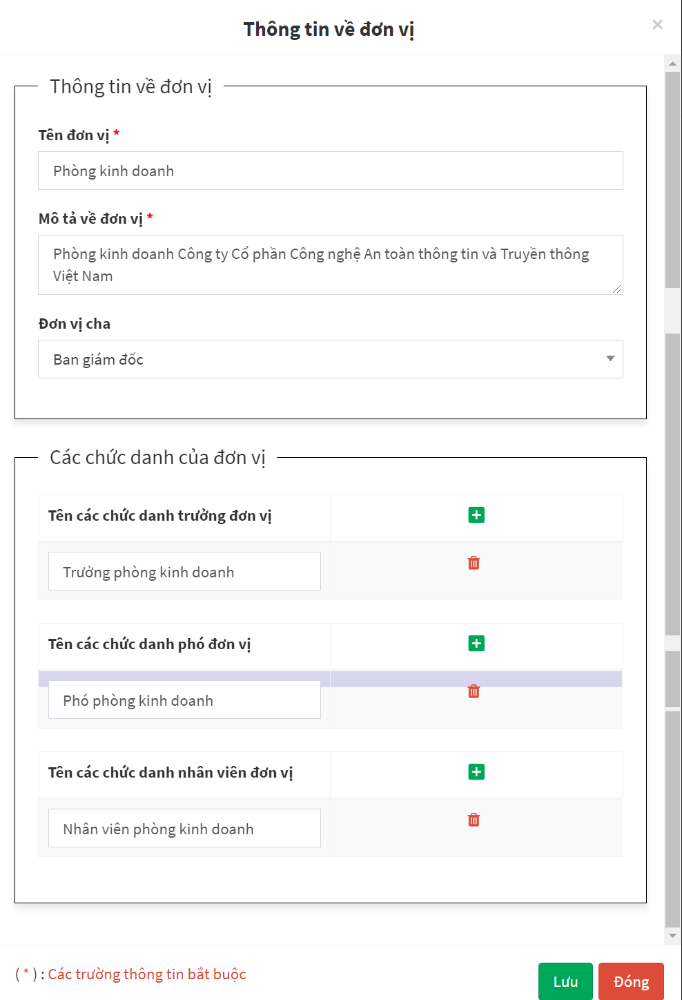 Thông tin về đơn vị
×
Thông tin về đơn vị
Tên đơn vị *
Phòng kinh doanh
Mô tả về đơn vị *
Phòng kinh doanh Công ty Cổ phần Công nghệ An toàn thông tin và Truyền thông
Việt Nam
Đơn vị cha
Ban giám đốc
Các chức danh của đơn vị
Tên các chức danh trưởng đơn vị
Trưởng phòng kinh doanh
Tên các chức danh phó đơn vị
Phó phòng kinh doanh
Tên các chức danh nhân viên đơn vị
Nhân viên phòng kinh doanh
( * ) : Các trường thông tin bắt buộc
Lưu Đóng